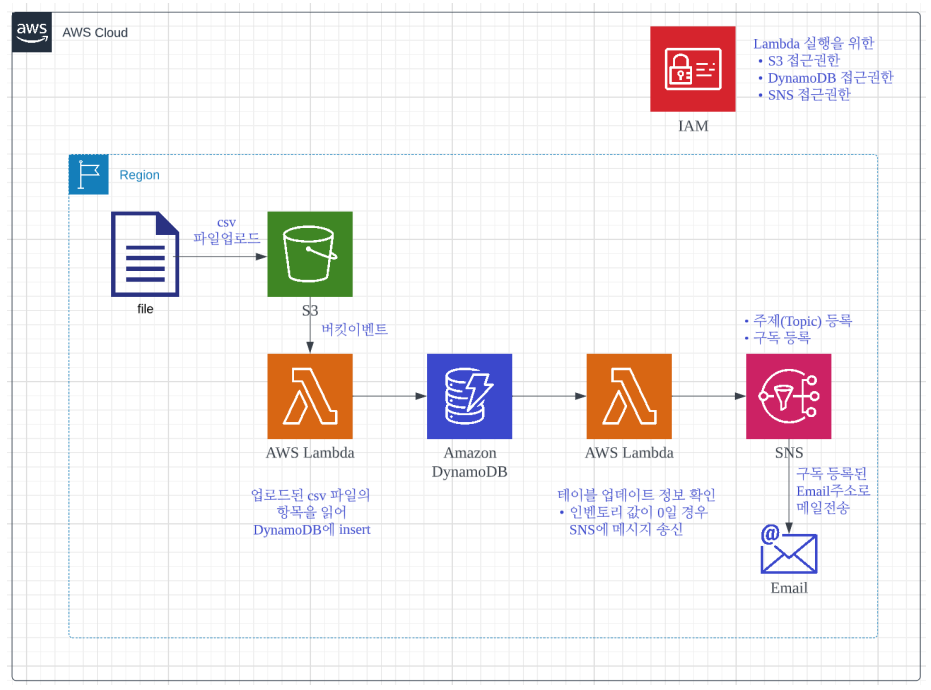 aws
AWS Cloud
Lambda 실행을 위한
• S3 접근권한
• DynamoDB 접근권한
• SNS 접근권한
IAM
Region
csv
파일업로드
file
S3
버킷이벤트
• 주제(Topic) 등록
• 구독 등록
AWS Lambda
Amazon
DynamoDB
AWS Lambda
SNS
업로드된 csv 파일의
항목을 읽어
DynamoDB에 insert
테이블 업데이트 정보 확인
• 인벤토리 값이 0일 경우
SNS에 메시지 송신
구독 등록된
Email주소로
메일전송
@
Email